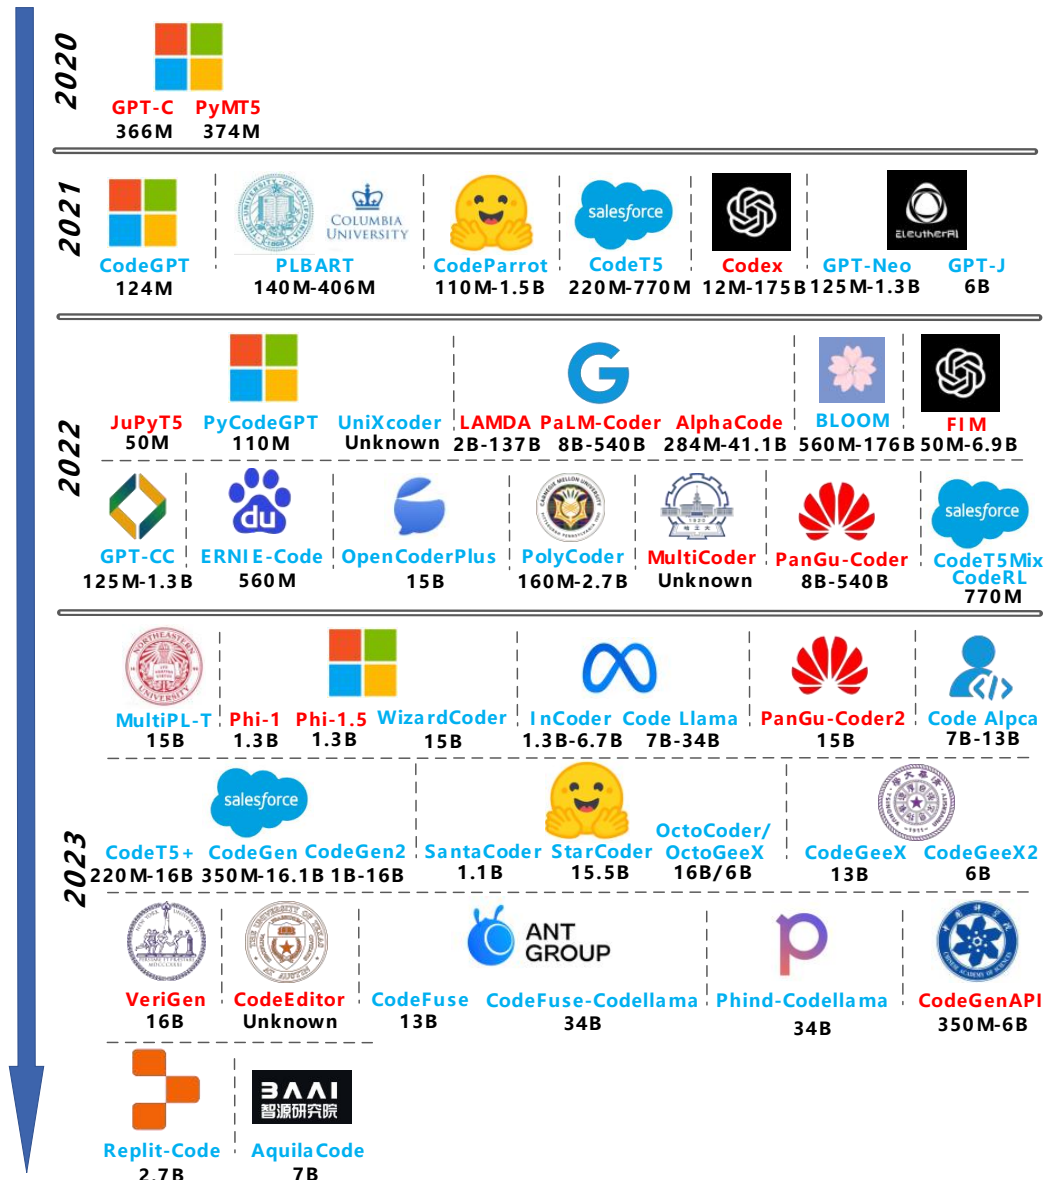 2020
GPT-C PyMT5
366M 374M
2021
COLUMBIA
UNIVERSITY
salesforce
EleutherAI
CodeGPT PLBART CodeParrot CodeT5 Codex GPT-Neo GPT-J
124M 140M-406M 110M-1.5B 220M-770M 12M-175B 125M-1.3B 6B
2022
JuPyT5 PyCodeGPT UniXcoder LAMDA PaLM-Coder AlphaCode BLOOM FIM
50M 110M Unknown 2B-137B 8B-540B 284M-41.1B 560M-176B 50M-6.9B
du
CARNEGIE MELLON UNIVERSITY
1920
salesforce
GPT-CC ERNIE-Code OpenCoderPlus PolyCoder MultiCoder PanGu-Coder CodeT5Mix
CodeRL
125M-1.3B 560M 15B 160M-2.7B Unknown 8B-540B 770M
2023
NORTHEASTERN
UNIVERSITY
MultiPL-T Phi-1 Phi-1.5 WizardCoder InCoder Code Llama PanGu-Coder2 Code Alpca
15B 1.3B 1.3B 15B 1.3B-6.7B 7B-34B 15B 7B-13B
salesforce
CodeT5+ CodeGen CodeGen2 SantaCoder StarCoder OctoCoder/
OctoGeeX CodeGeeX CodeGeeX2
220M-16B 350M-16.1B 1B-16B 1.1B 15.5B 16B/6B 13B 6B
ANT
GROUP
VeriGen CodeEditor CodeFuse CodeFuse-Codellama Phind-Codellama CodeGenAPI
16B Unknown 13B 34B 34B 350M-6B
BAAI
智源研究院
Replit-Code AquilaCode
2.7B 7B